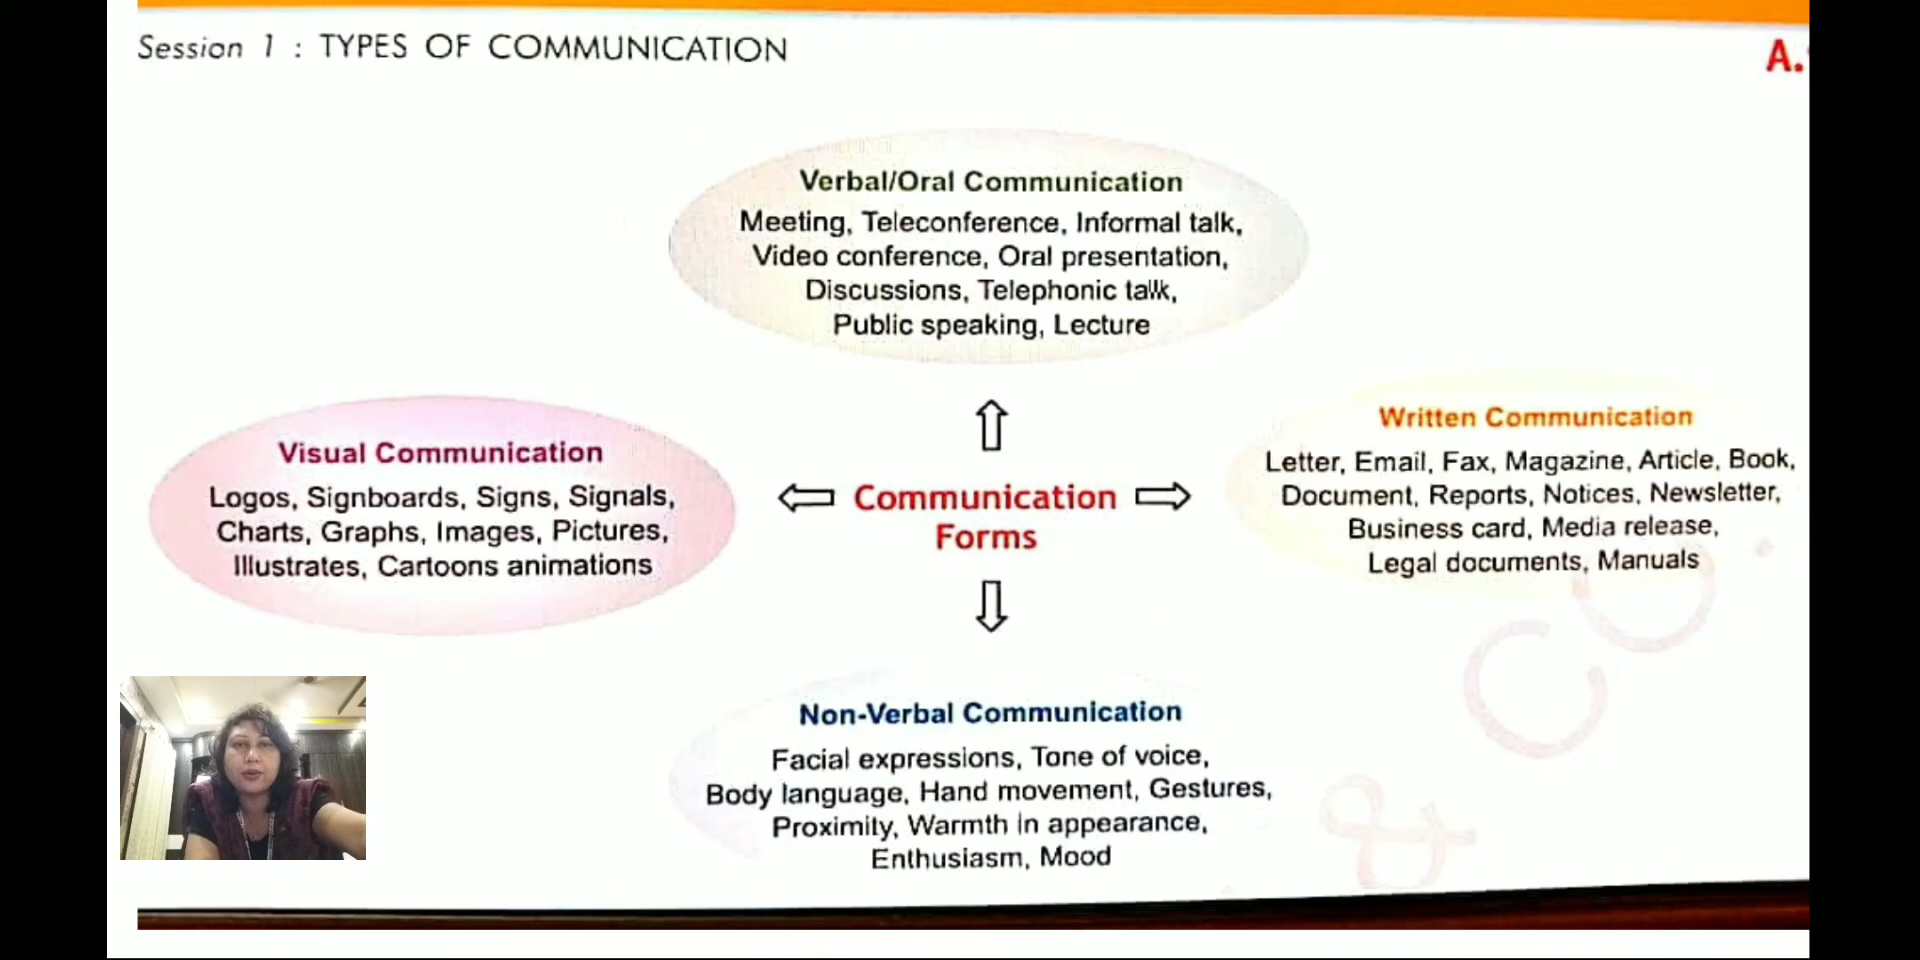 Session 1 : TYPES OF COMMUNICATION
A.
Verbal/Oral Communication
Meeting, Teleconference, Informal talk,
Video conference, Oral presentation,
Discussions, Telephonic talk,
Public speaking, Lecture
Visual Communication
Logos, Signboards, Signs, Signals,
Charts, Graphs, Images, Pictures,
Illustrates, Cartoons animations
Communication
Forms
Written Communication
Letter, Email, Fax, Magazine, Article, Book,
Document, Reports, Notices, Newsletter,
Business card, Media release,
Legal documents, Manuals
Non-Verbal Communication
Facial expressions, Tone of voice,
Body language, Hand movement, Gestures,
Proximity, Warmth in appearance,
Enthusiasm, Mood
& CO.